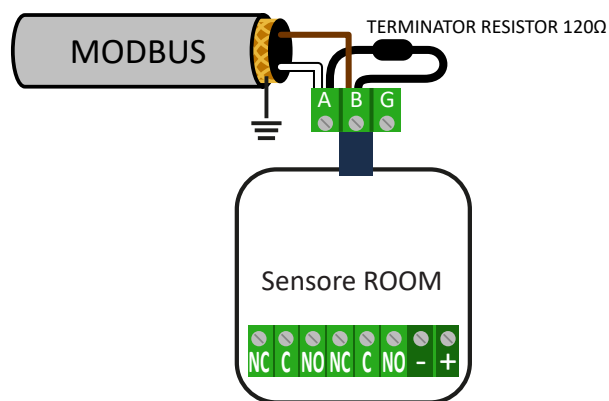 TERMINATOR RESISTOR 120Ω
MODBUS
A B G
Sensore ROOM
NC C NO NC C NO - +